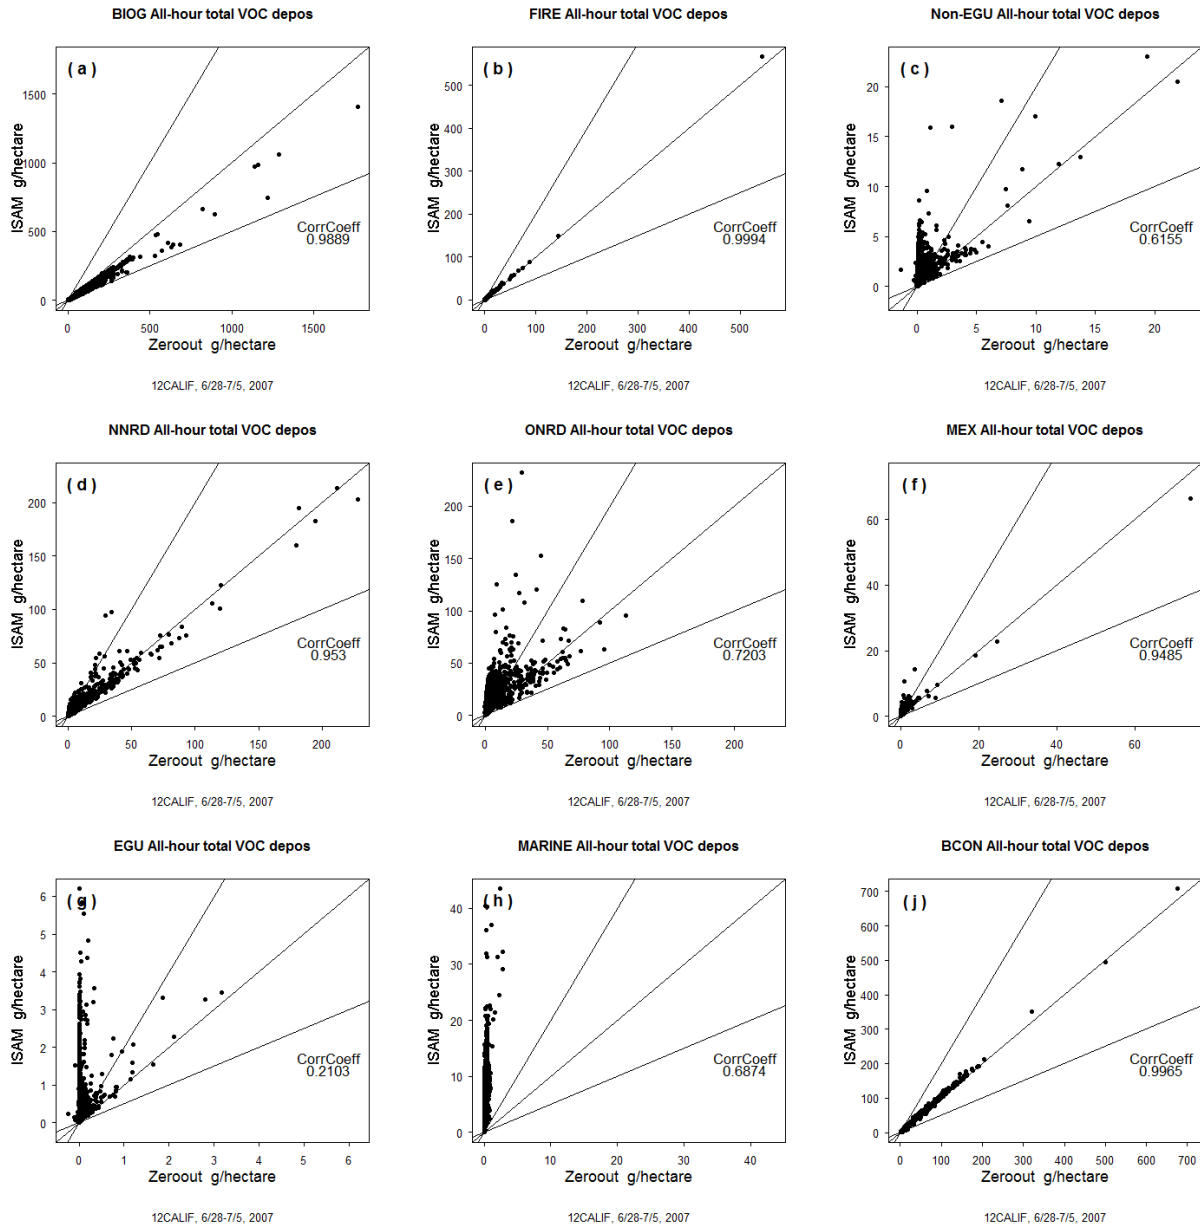 BIOG All-hour total VOC depos
( a )
ISAM g/hectare
1500
1000
500
0
CorrCoeff
0.9889
0 500 1000 1500
Zeroout g/hectare
12CALIF, 6/28-7/5, 2007
FIRE All-hour total VOC depos
( b )
ISAM g/hectare
500
400
300
200
100
0
CorrCoeff
0.9994
0 100 200 300 400 500
Zeroout g/hectare
12CALIF, 6/28-7/5, 2007
Non-EGU All-hour total VOC depos
( c )
ISAM g/hectare
20
15
10
5
0
CorrCoeff
0.6155
0 5 10 15 20
Zeroout g/hectare
12CALIF, 6/28-7/5, 2007
NNRD All-hour total VOC depos
( d )
ISAM g/hectare
200
150
100
50
0
CorrCoeff
0.953
0 50 100 150 200
Zeroout g/hectare
12CALIF, 6/28-7/5, 2007
ONRD All-hour total VOC depos
( e )
ISAM g/hectare
200
150
100
50
0
CorrCoeff
0.7203
0 50 100 150 200
Zeroout g/hectare
12CALIF, 6/28-7/5, 2007
MEX All-hour total VOC depos
( f )
ISAM g/hectare
60
40
20
0
CorrCoeff
0.9485
0 20 40 60
Zeroout g/hectare
12CALIF, 6/28-7/5, 2007
EGU All-hour total VOC depos
( g )
ISAM g/hectare
6
5
4
3
2
1
0
CorrCoeff
0.2103
0 1 2 3 4 5 6
Zeroout g/hectare
12CALIF, 6/28-7/5, 2007
MARINE All-hour total VOC depos
( h )
ISAM g/hectare
40
30
20
10
0
CorrCoeff
0.6874
0 10 20 30 40
Zeroout g/hectare
12CALIF, 6/28-7/5, 2007
BCON All-hour total VOC depos
( j )
ISAM g/hectare
700
600
500
400
300
200
100
0
CorrCoeff
0.9965
0 100 200 300 400 500 600 700
Zeroout g/hectare
12CALIF, 6/28-7/5, 2007